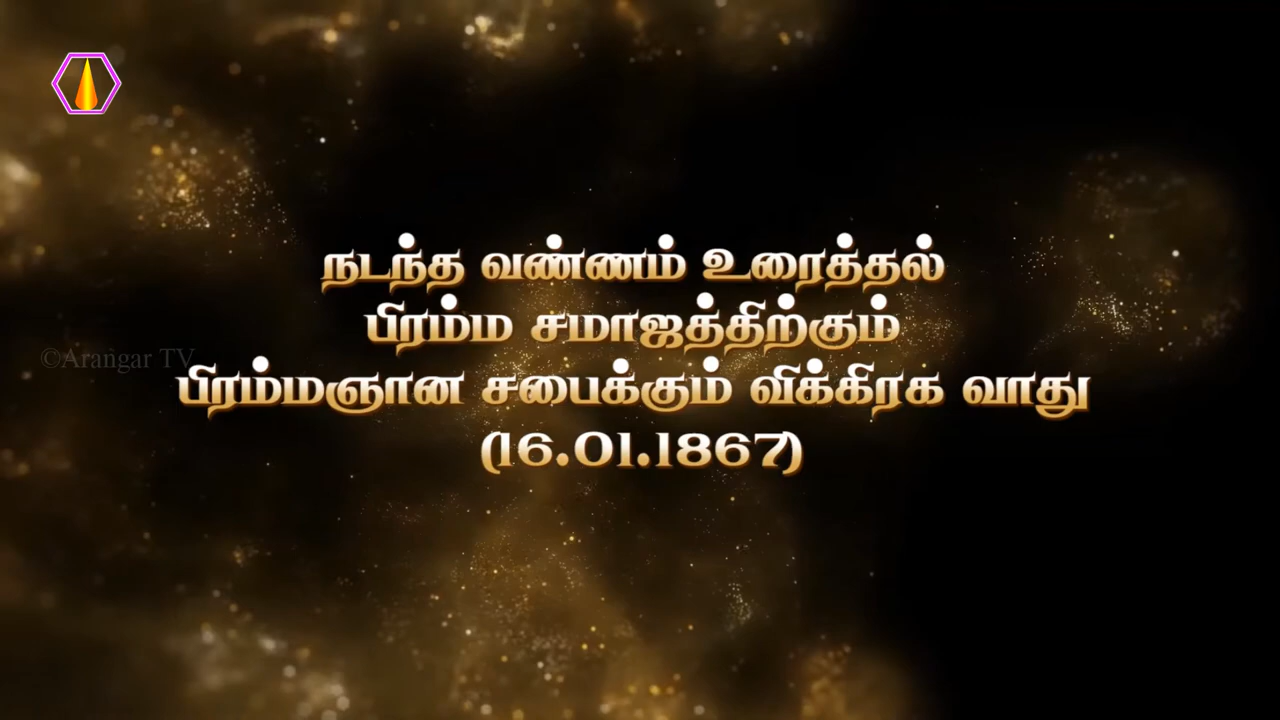 நடந்த வண்ணம் உரைத்தல்
பிரம்ம சமாஜத்திற்கும்
©Arangar TV
பிரம்மஞான சபைக்கும் விக்கிரக வாது
(16.01.1867)